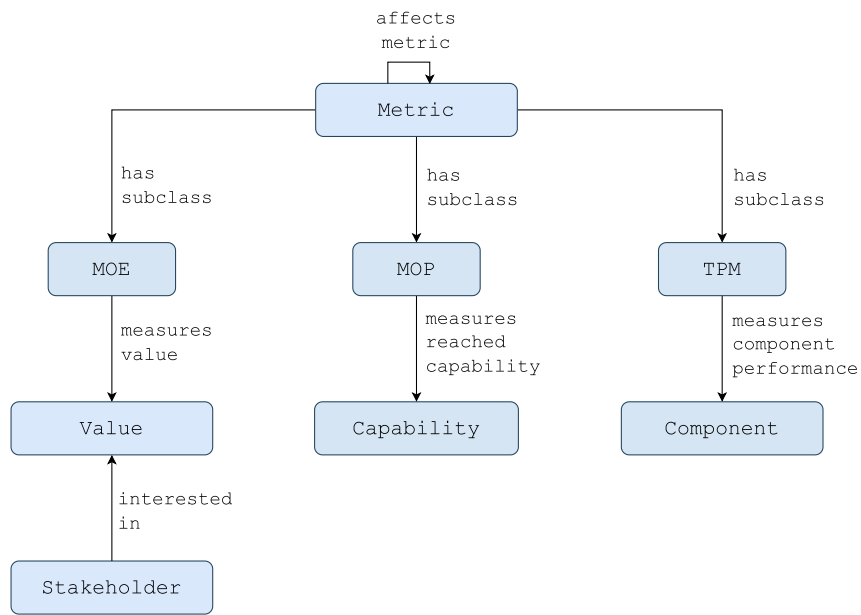 affects
metric
Metric
has
subclass
has
subclass
has
subclass
MOE
MOP
TPM
measures
value
measures
reached
capability
measures
component
performance
Value
Capability
Component
interested
in
Stakeholder